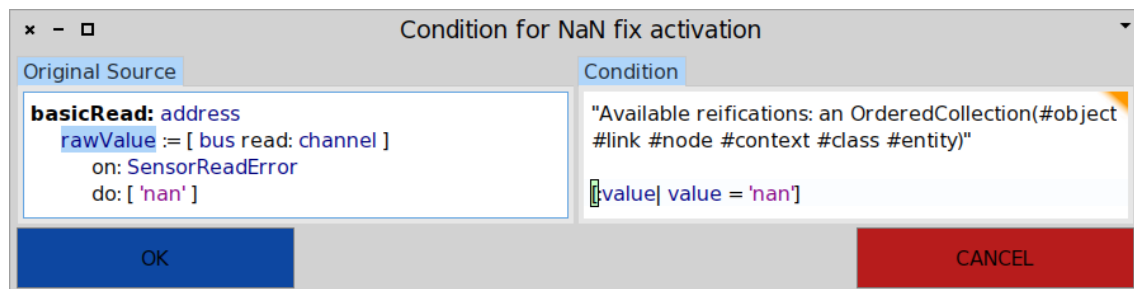 Condition for NaN fix activation
Original Source
basicRead: address
rawValue := [ bus read: channel ]
on: SensorReadError
do: [ 'nan' ]
Condition
"Available reifications: an OrderedCollection(#object
#link #node #context #class #entity)"
[:value| value = 'nan']
OK
CANCEL